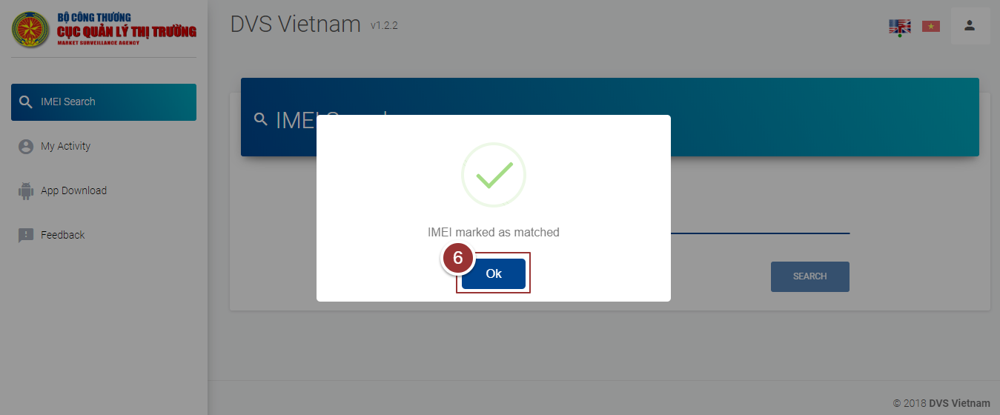 BỘ CÔNG THƯƠNG
CỤC QUẢN LÝ THỊ TRƯỜNG
MARKET SURVEILLANCE AGENCY
DVS Vietnam v1.2.2
IMEI Search
My Activity
App Download
Feedback
IMEI Search
IMEI marked as matched
6
Ok
SEARCH
© 2018 DVS Vietnam